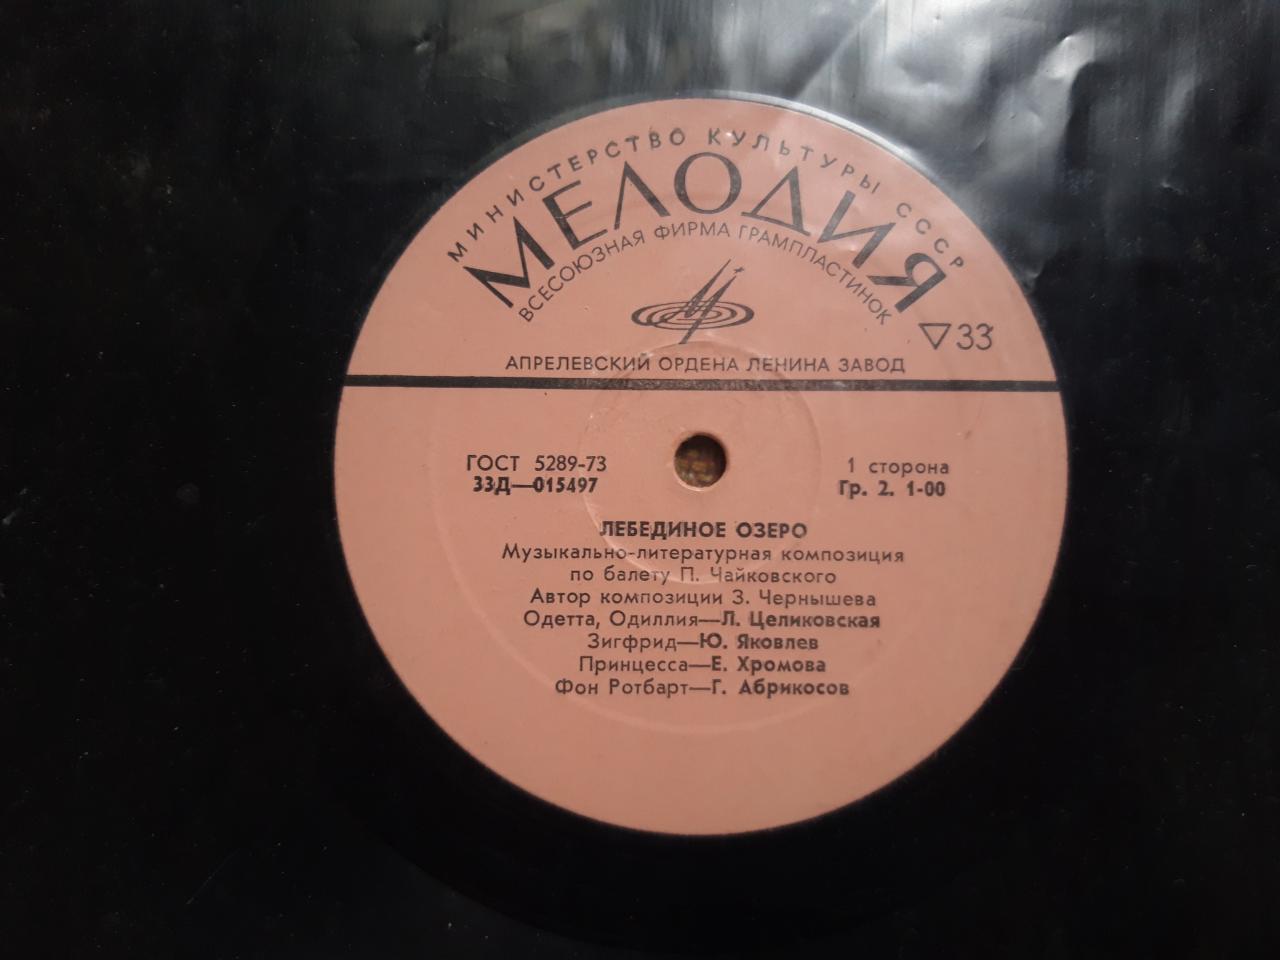 МИНИСТЕРСТВО КУЛЬТУРЫ СССР
МЕЛОДИЯ
ВСЕСОЮЗНАЯ ФИРМА ГРАМПЛАСТИНОК
▽33
АПРЕЛЕВСКИЙ ОРДЕНА ЛЕНИНА ЗАВОД
ГОСТ 5289-73
33Д—015497
1 сторона
Гр. 2. 1-00
ЛЕБЕДИНОЕ ОЗЕРО
Музыкально-литературная композиция
по балету П. Чайковского
Автор композиции З. Чернышева
Одетта, Одиллия—Л. Целиковская
Зигфрид—Ю. Яковлев
Принцесса—Е. Хромова
Фон Ротбарт—Г. Абрикосов